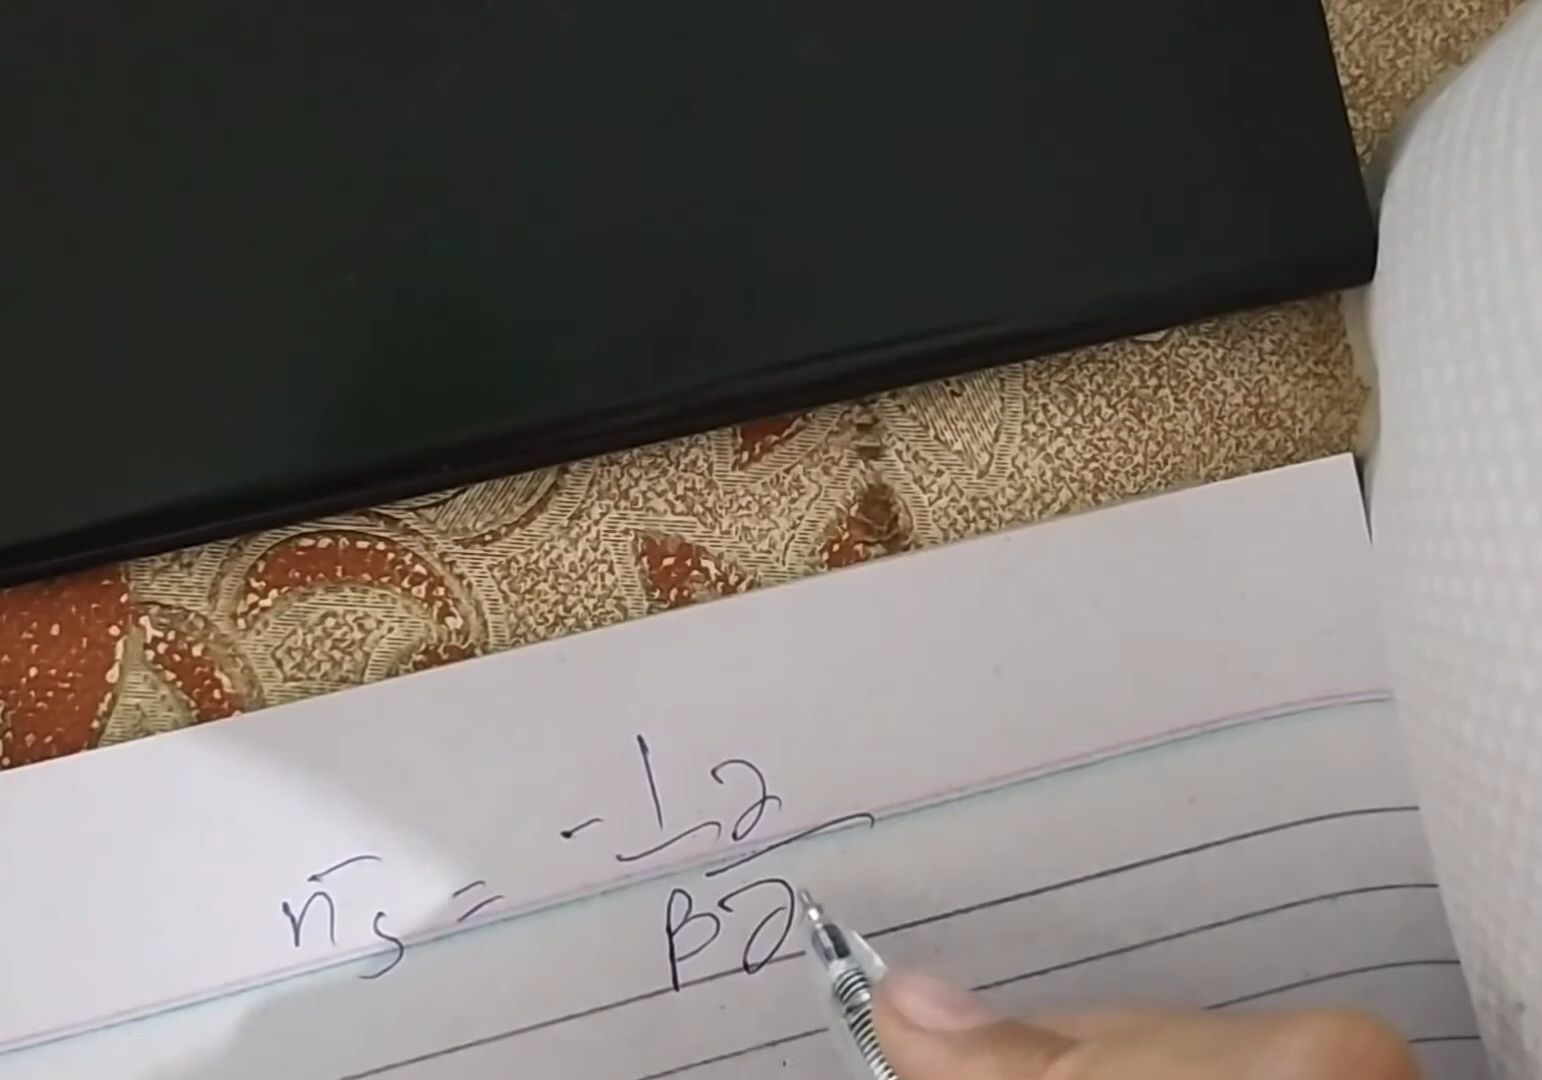 n̄s = - 1/β ∂/∂